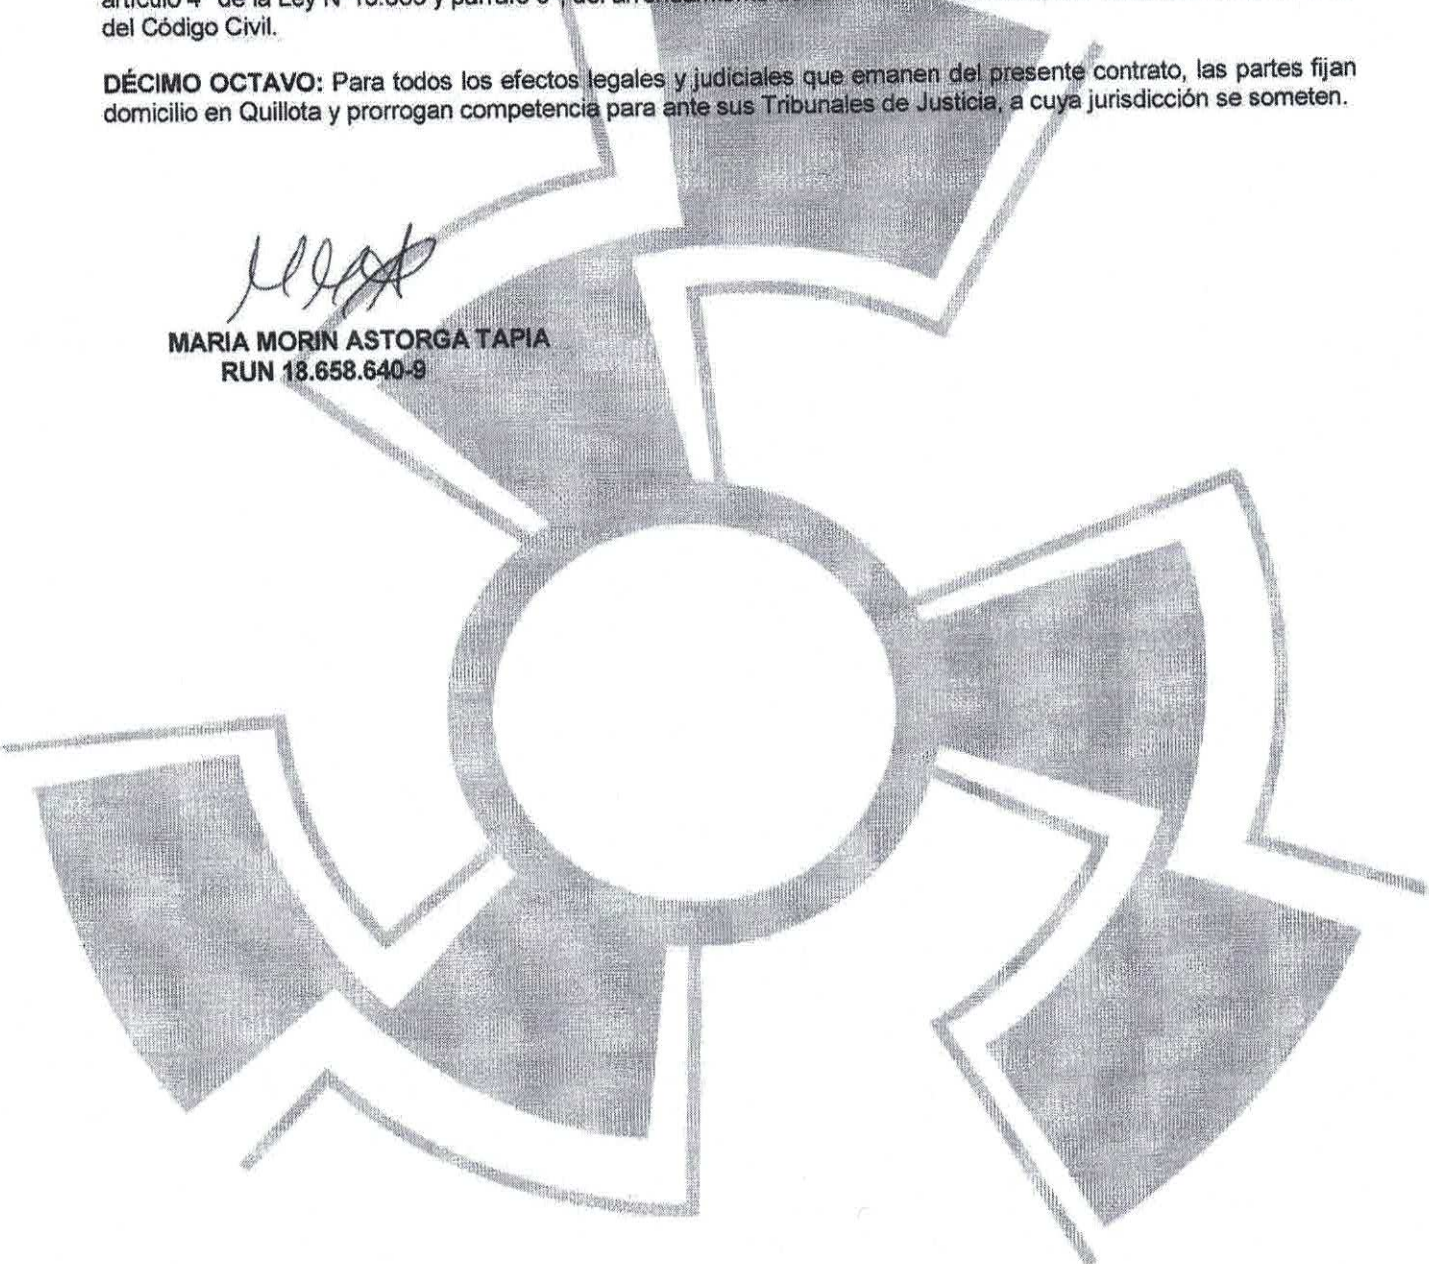 del Código Civil.
DÉCIMO OCTAVO: Para todos los efectos legales y judiciales que emanen del presente contrato, las partes fijan
domicilio en Quillota y prorrogan competencia para ante sus Tribunales de Justicia, a cuya jurisdicción se someten.
MARIA MORIN ASTORGA TAPIA
RUN 18.658.640-9